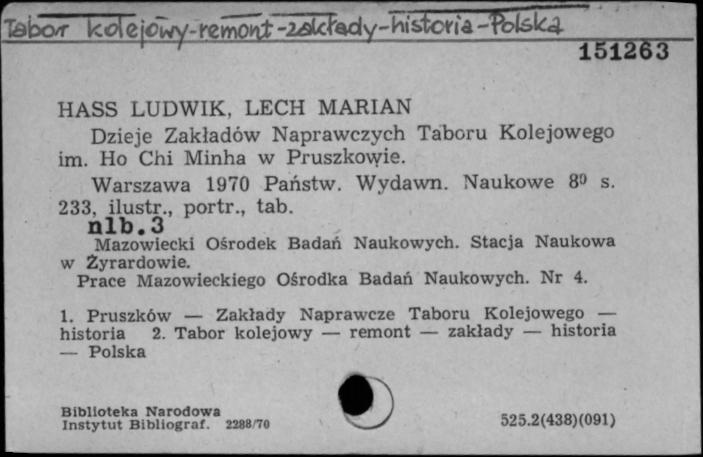 Tabor kolejowy-remont-zakłady-historia-Polska
151263
HASS LUDWIK, LECH MARIAN
Dzieje Zakładów Naprawczych Taboru Kolejowego
im. Ho Chi Minha w Pruszkowie.
Warszawa 1970 Państw. Wydawn. Naukowe 8⁰ s.
233, ilustr., portr., tab.
nlb. 3
Mazowiecki Ośrodek Badań Naukowych. Stacja Naukowa
w Żyrardowie.
Prace Mazowieckiego Ośrodka Badań Naukowych. Nr 4.
1. Pruszków — Zakłady Naprawcze Taboru Kolejowego —
historia 2. Tabor kolejowy — remont — zakłady — historia
— Polska
Biblioteka Narodowa
Instytut Bibliograf. 2288/70
525.2(438)(091)